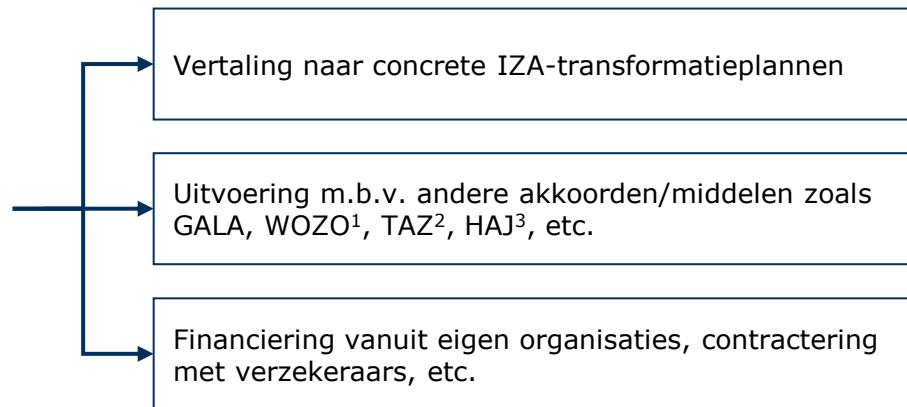 Vertaling naar concrete IZA-transformatieplannen
Uitvoering m.b.v. andere akkoorden/middelen zoals
GALA, WOZO¹, TAZ², HAJ³, etc.
Financiering vanuit eigen organisaties, contractering
met verzekeraars, etc.